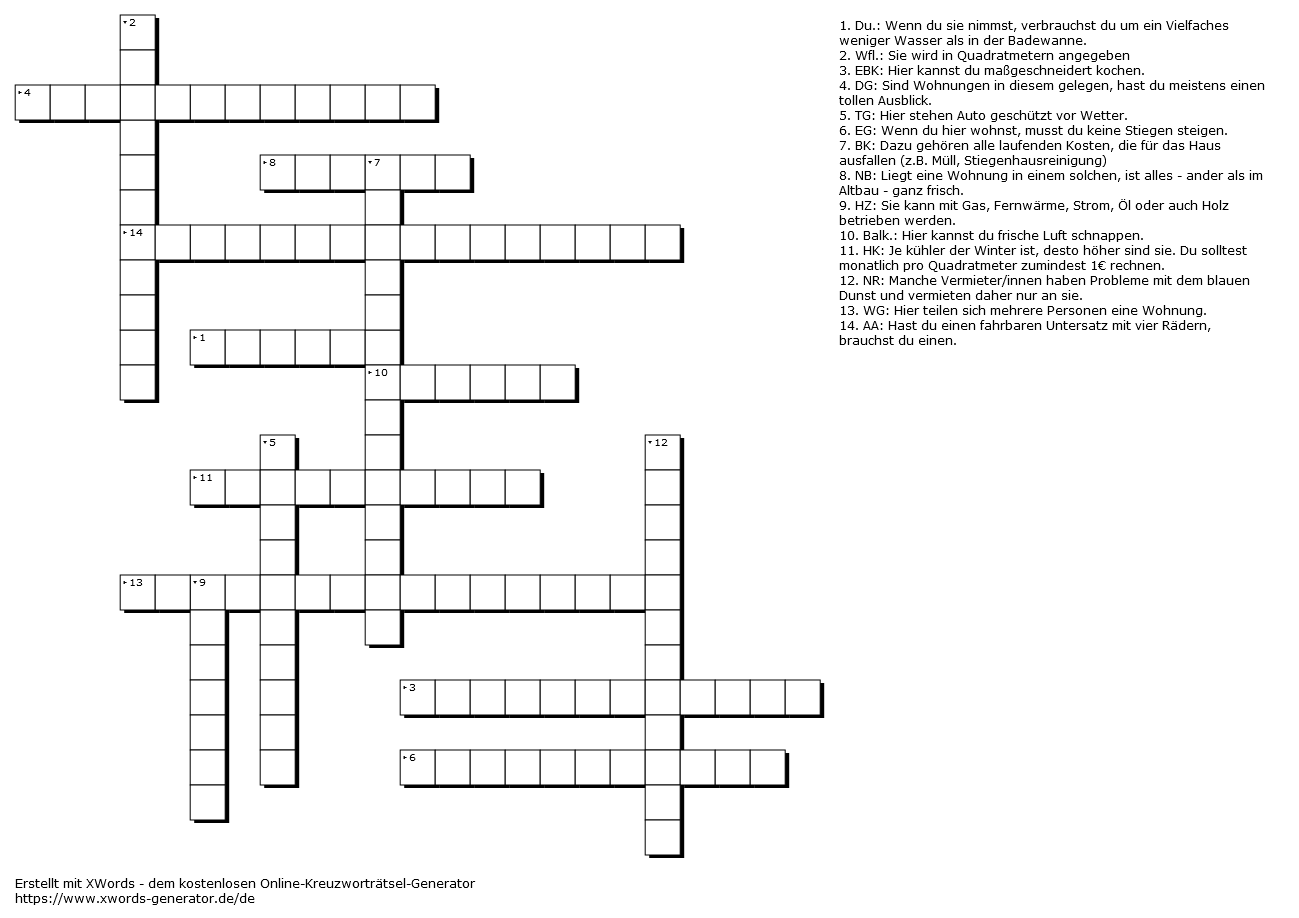 2
4
8
7
14
1
10
5
12
11
13
9
3
6
1. Du.: Wenn du sie nimmst, verbrauchst du um ein Vielfaches
weniger Wasser als in der Badewanne.
2. Wfl.: Sie wird in Quadratmetern angegeben
3. EBK: Hier kannst du maßgeschneidert kochen.
4. DG: Sind Wohnungen in diesem gelegen, hast du meistens einen
tollen Ausblick.
5. TG: Hier stehen Auto geschützt vor Wetter.
6. EG: Wenn du hier wohnst, musst du keine Stiegen steigen.
7. BK: Dazu gehören alle laufenden Kosten, die für das Haus
ausfallen (z.B. Müll, Stiegenhausreinigung)
8. NB: Liegt eine Wohnung in einem solchen, ist alles - ander als im
Altbau - ganz frisch.
9. HZ: Sie kann mit Gas, Fernwärme, Strom, Öl oder auch Holz
betrieben werden.
10. Balk.: Hier kannst du frische Luft schnappen.
11. HK: Je kühler der Winter ist, desto höher sind sie. Du solltest
monatlich pro Quadratmeter zumindest 1€ rechnen.
12. NR: Manche Vermieter/innen haben Probleme mit dem blauen
Dunst und vermieten daher nur an sie.
13. WG: Hier teilen sich mehrere Personen eine Wohnung.
14. AA: Hast du einen fahrbaren Untersatz mit vier Rädern,
brauchst du einen.
Erstellt mit XWords - dem kostenlosen Online-Kreuzworträtsel-Generator
https://www.xwords-generator.de/de